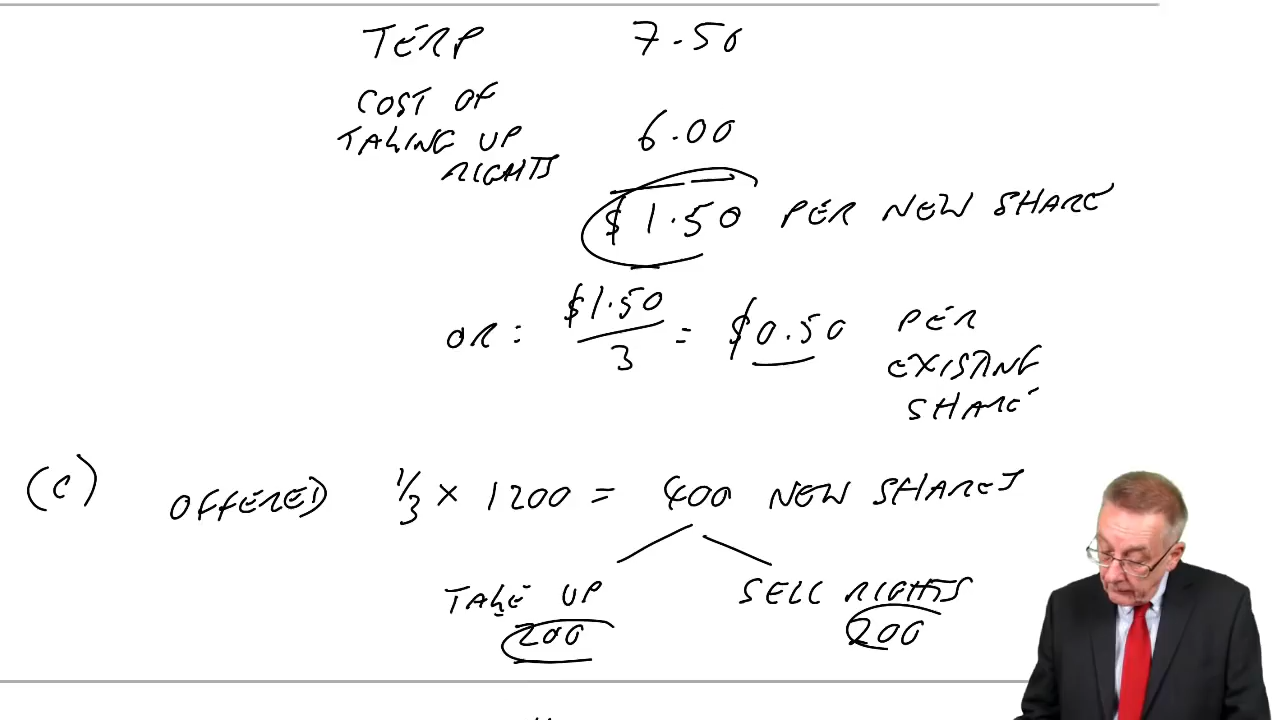 TERP 7.50
COST OF
TAKING UP 6.00
RIGHTS
$1.50 PER NEW SHARE
OR: $1.50/3 = $0.50 PER
EXISTING
SHARE
(C) OFFERED 1/3 × 1200 = 400 NEW SHARES
TAKE UP SELL RIGHTS
200 200